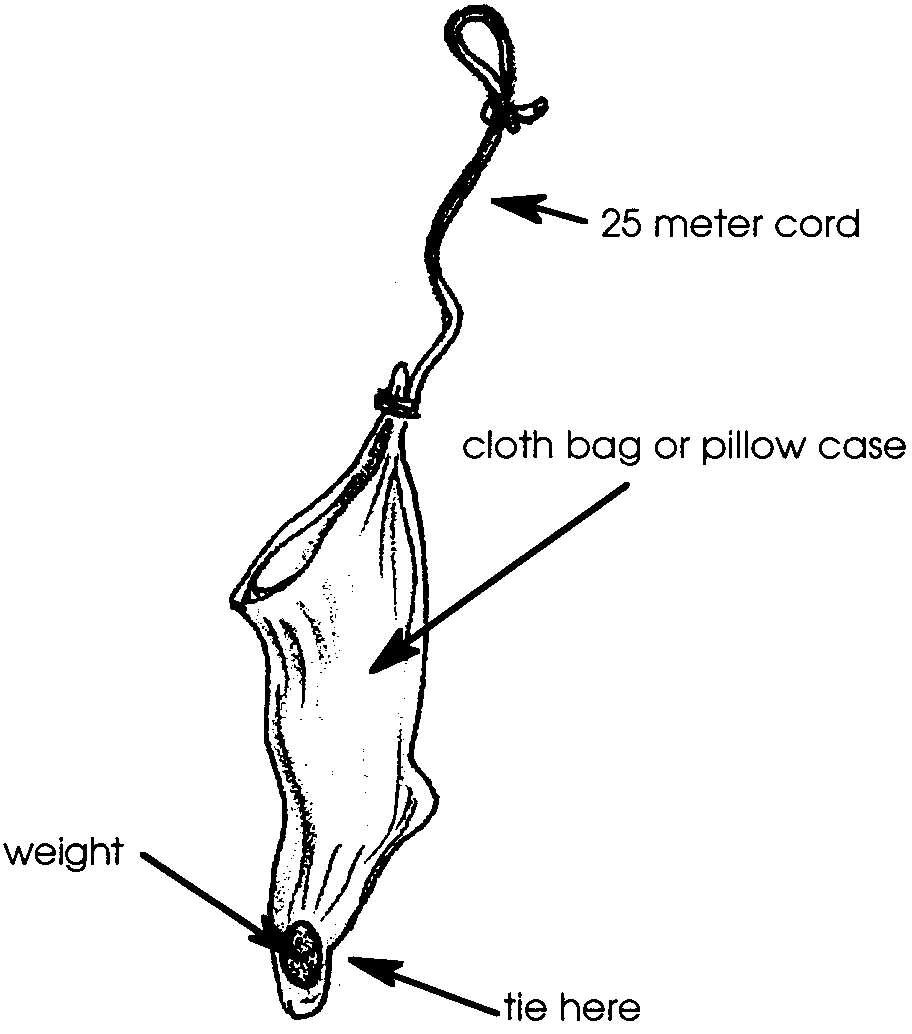 25 meter cord
cloth bag or pillow case
weight
tie here